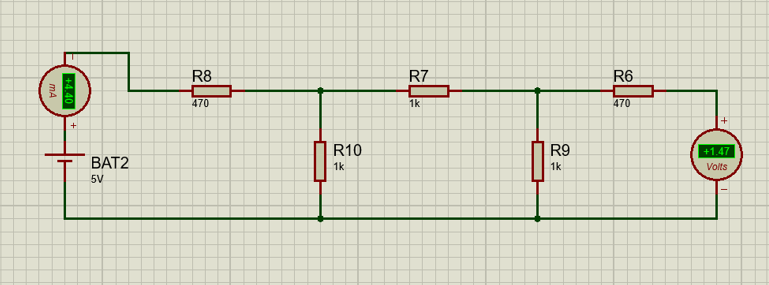 R8
470
R7
1k
R6
470
mA
+4.40
+
R10
1k
R9
1k
+
+1.47
Volts
−
BAT2
5V